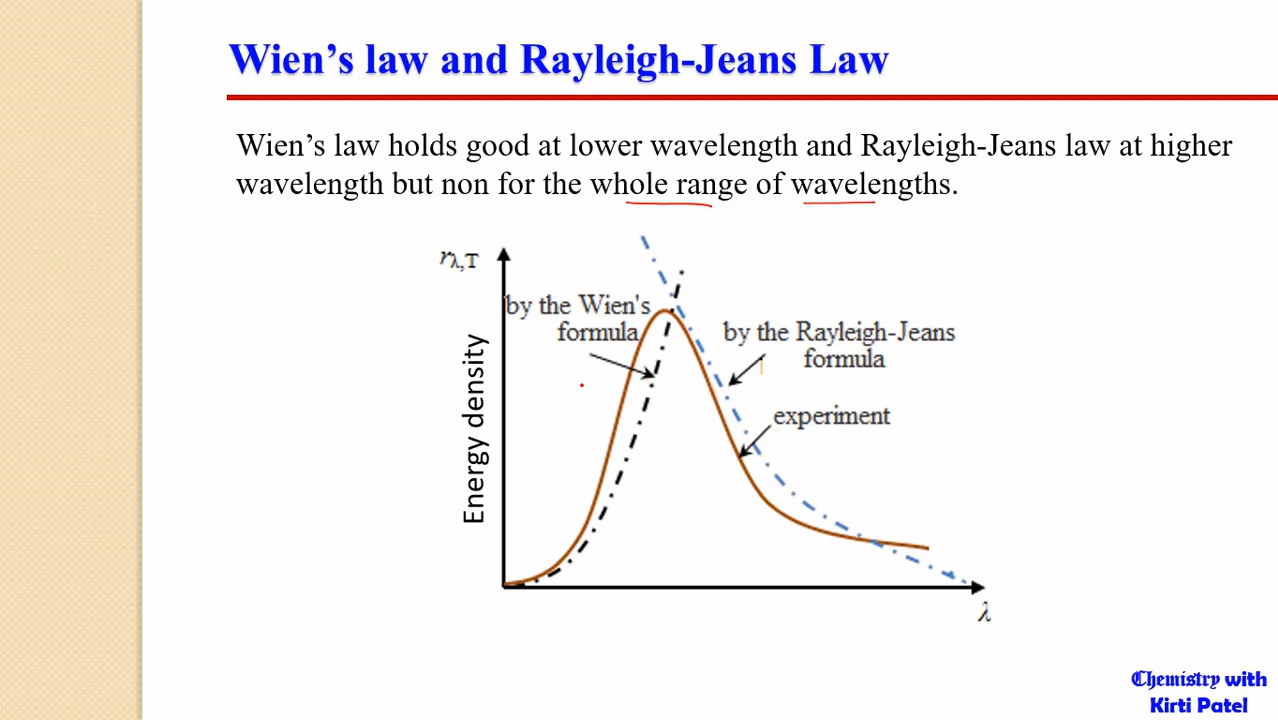 Wien's law and Rayleigh-Jeans Law
Wien's law holds good at lower wavelength and Rayleigh-Jeans law at higher
wavelength but non for the whole range of wavelengths.
rλ,T
by the Wien's
formula
by the Rayleigh-Jeans
formula
experiment
Energy density
λ
Chemistry with
Kirti Patel